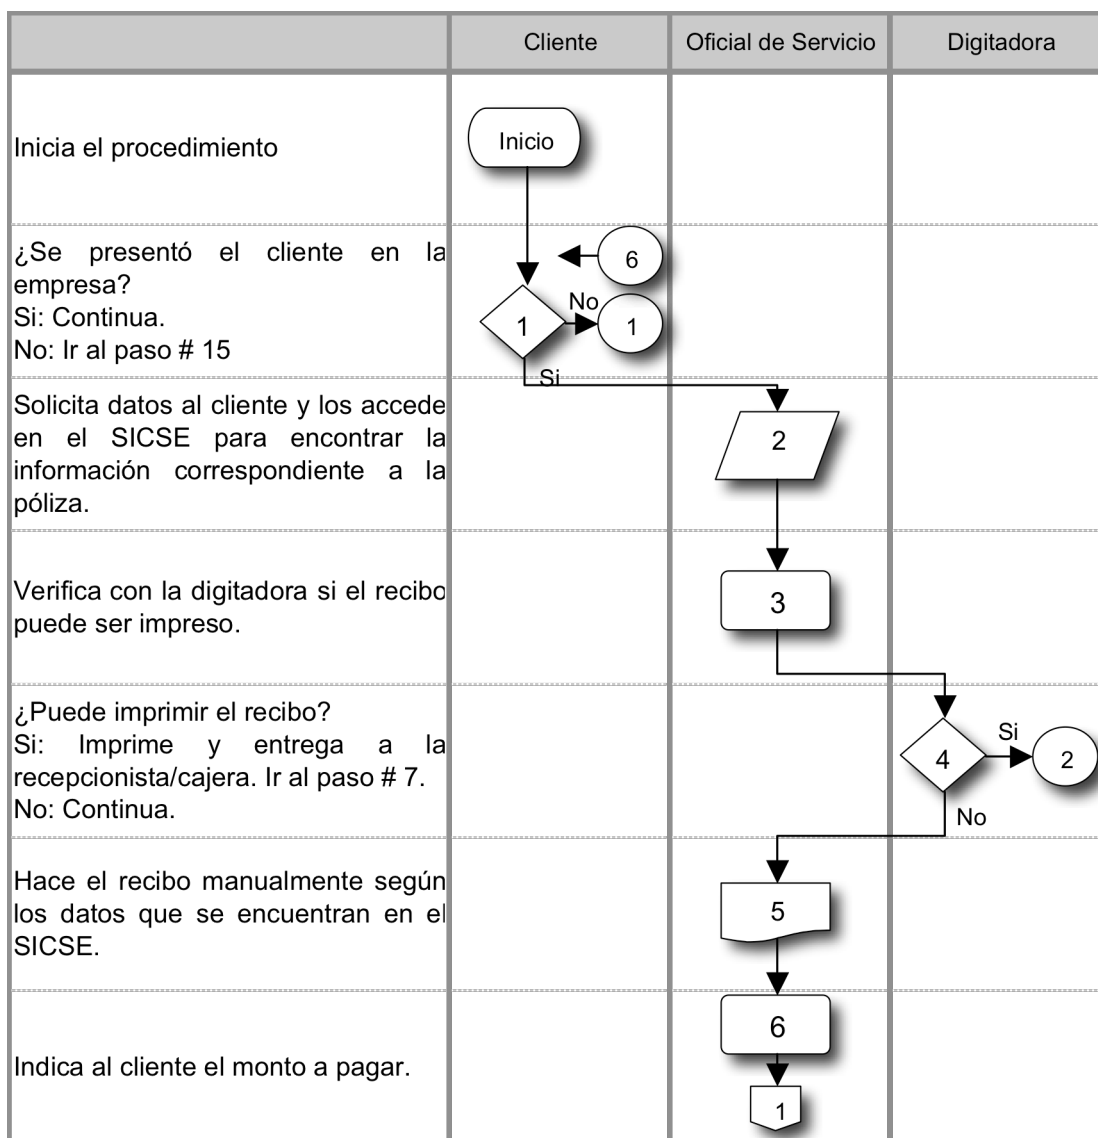 Cliente
Oficial de Servicio
Digitadora
Inicia el procedimiento
Inicio
¿Se presentó el cliente en la
empresa?
Si: Continua.
No: Ir al paso # 15
6
1
No
1
Si
Solicita datos al cliente y los accede
en el SICSE para encontrar la
información correspondiente a la
póliza.
2
Verifica con la digitadora si el recibo
puede ser impreso.
3
¿Puede imprimir el recibo?
Si: Imprime y entrega a la
recepcionista/cajera. Ir al paso # 7.
No: Continua.
4
Si
2
No
Hace el recibo manualmente según
los datos que se encuentran en el
SICSE.
5
Indica al cliente el monto a pagar.
6
1